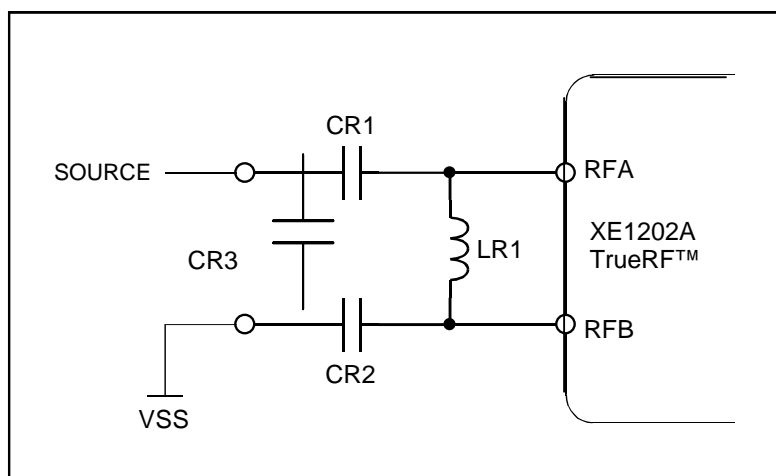 CR1
SOURCE
RFA
XE1202A
TrueRF™
CR3
LR1
RFB
CR2
VSS